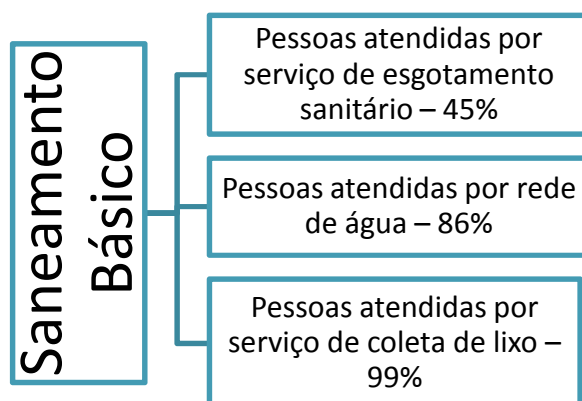 Saneamento
Básico
Pessoas atendidas por
serviço de esgotamento
sanitário – 45%
Pessoas atendidas por rede
de água – 86%
Pessoas atendidas por
serviço de coleta de lixo –
99%